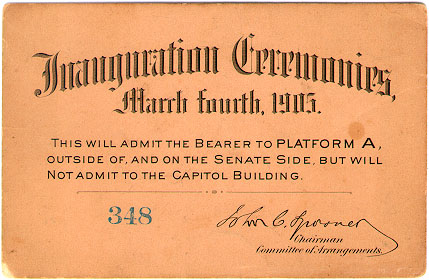 Inauguration Ceremonies,
March fourth, 1905.
THIS WILL ADMIT THE BEARER TO PLATFORM A,
OUTSIDE OF, AND ON THE SENATE SIDE, BUT WILL
NOT ADMIT TO THE CAPITOL BUILDING.
348
John C. Spooner
Chairman
Committee of Arrangements.